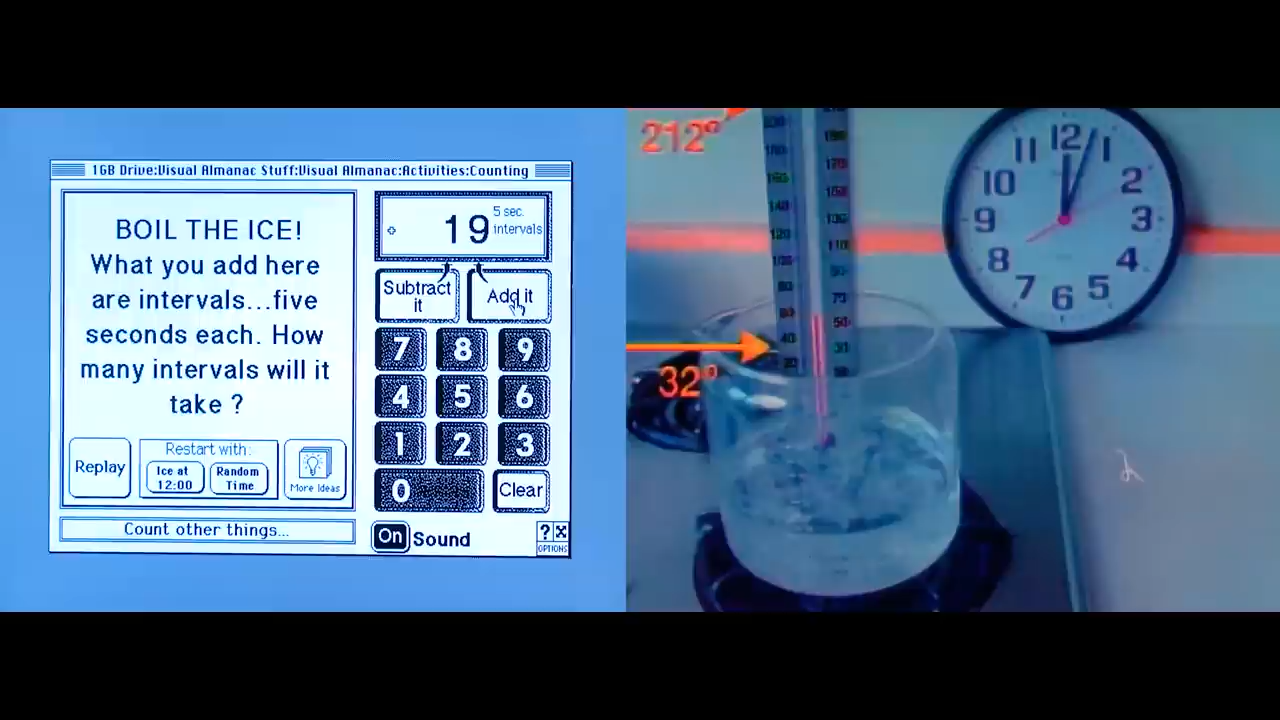 1GB Drive:Visual Almanac Stuff:Visual Almanac:Activities:Counting
BOIL THE ICE!
What you add here
are intervals...five
seconds each. How
many intervals will it
take ?
Replay
Restart with:
Ice at
12:00
Random
Time
More Ideas
Count other things...
+ 19 5 sec.
intervals
Subtract
it
Add it
7 8 9
4 5 6
1 2 3
0 Clear
On Sound
? OPTIONS
212°
32°
12
1
2
3
4
5
6
7
8
9
10
11